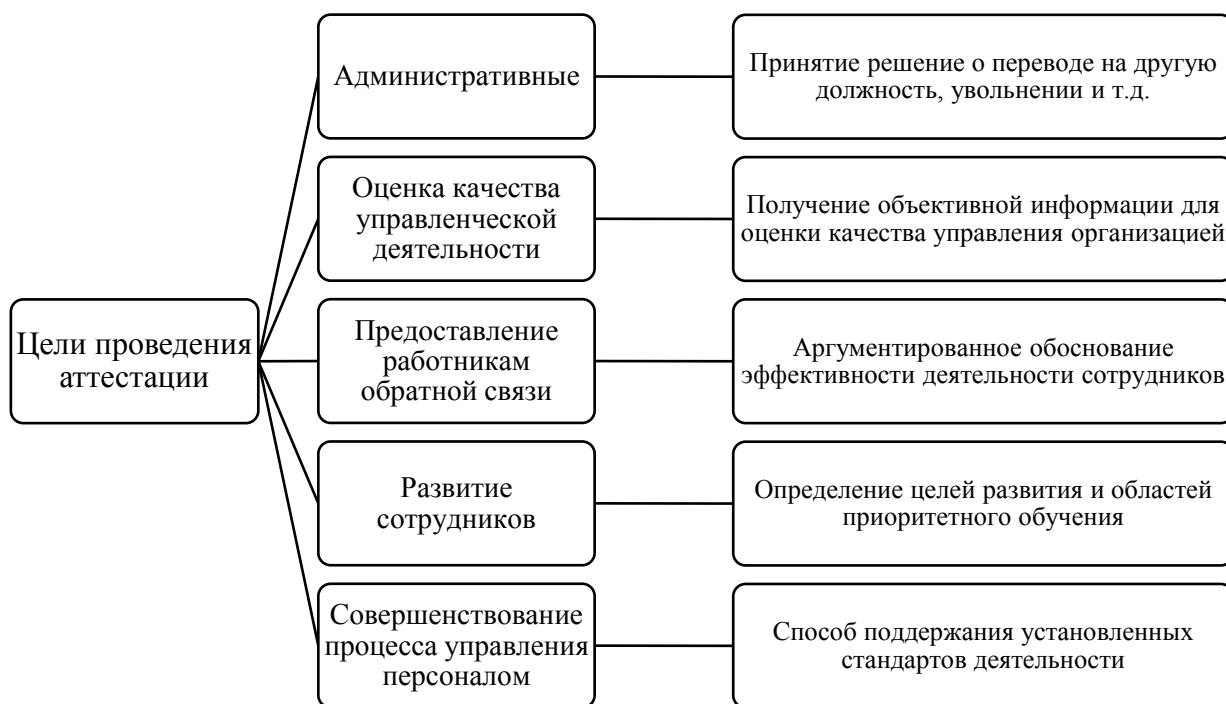 Цели проведения
аттестации
Административные
Принятие решение о переводе на другую
должность, увольнении и т.д.
Оценка качества
управленческой
деятельности
Получение объективной информации для
оценки качества управления организацией
Предоставление
работникам
обратной связи
Аргументированное обоснование
эффективности деятельности сотрудников
Развитие
сотрудников
Определение целей развития и областей
приоритетного обучения
Совершенствование
процесса управления
персоналом
Способ поддержания установленных
стандартов деятельности